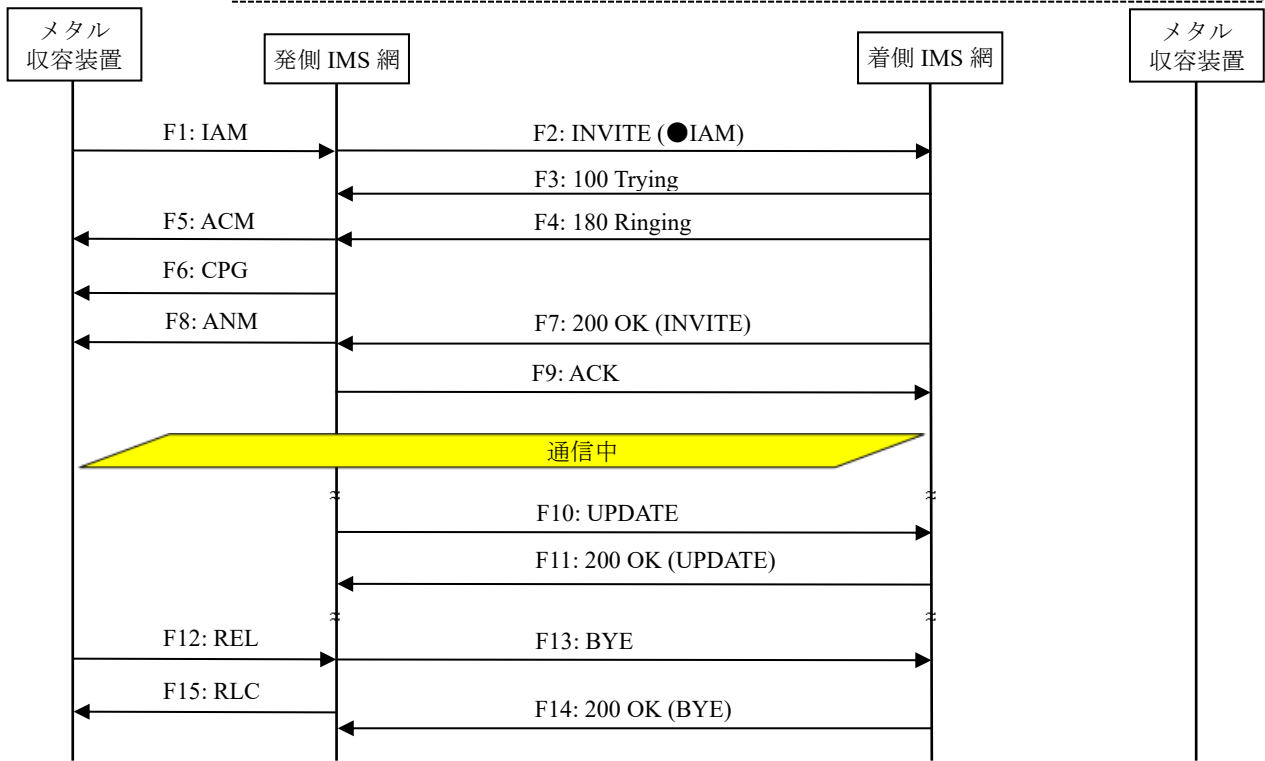 メタル
収容装置
発側 IMS 網
着側 IMS 網
メタル
収容装置
F1: IAM
F2: INVITE (●IAM)
F3: 100 Trying
F5: ACM
F4: 180 Ringing
F6: CPG
F8: ANM
F7: 200 OK (INVITE)
F9: ACK
通信中
≈
≈
F10: UPDATE
F11: 200 OK (UPDATE)
≈
≈
F12: REL
F13: BYE
F15: RLC
F14: 200 OK (BYE)